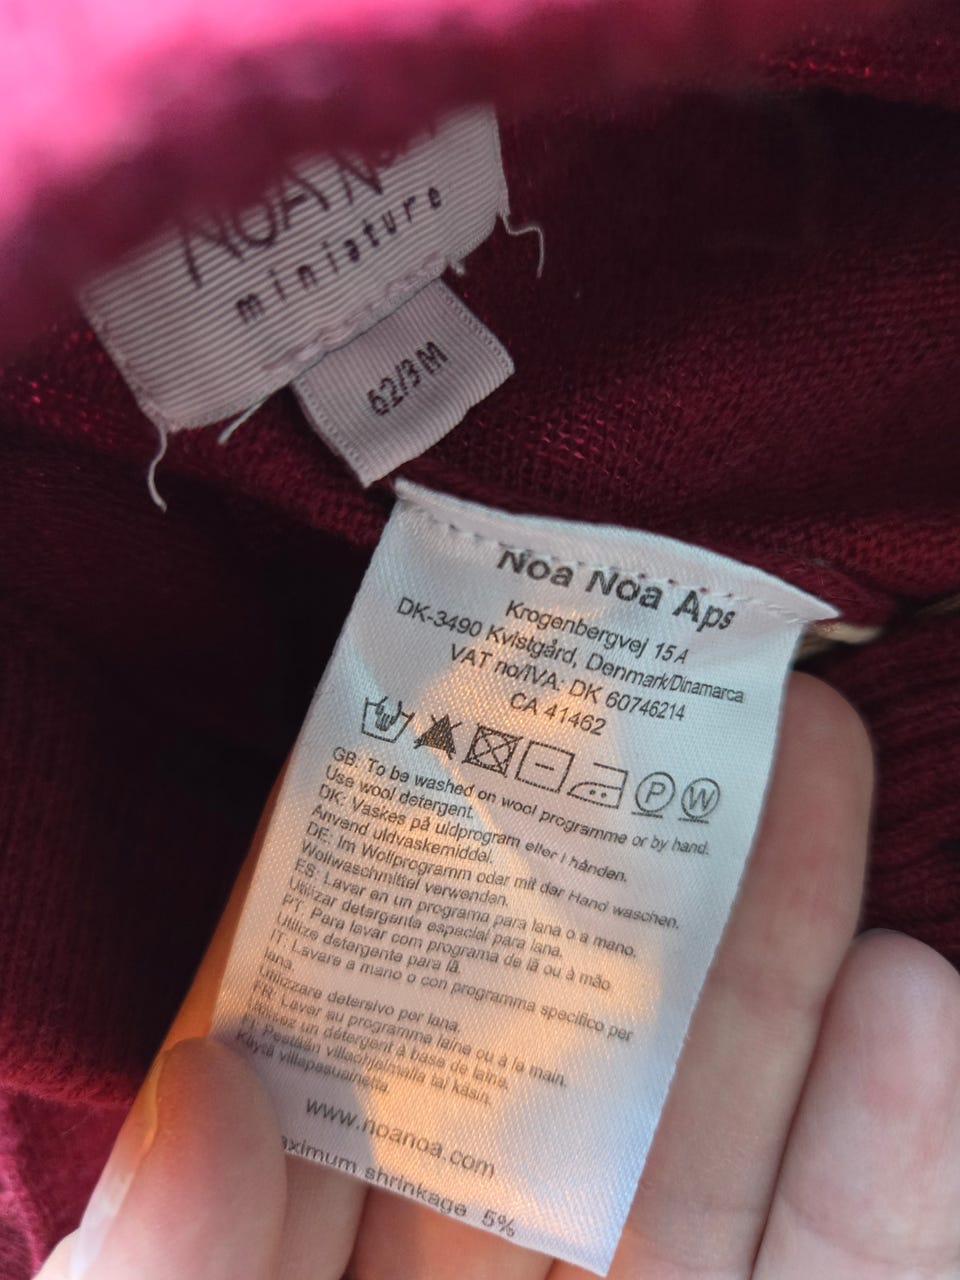 NOA N
miniature
62/3M
Noa Noa Aps
Krogenbergvej 15A
DK-3490 Kvistgård, Denmark/Dinamarca
VAT no/IVA: DK 60746214
CA 41462
P W
GB: To be washed on wool programme or by hand.
Use wool detergent.
DK: Vaskes på uldprogram eller i hånden.
Anvend uldvaskemiddel.
DE: Im Wollprogramm oder mit der Hand waschen.
Wollwaschmittel verwenden.
ES: Lavar en un programa para lana o a mano.
Utilizar detergente espacial para lana.
PT: Para lavar com programa de lã ou à mão
Utilize detergente para lã.
IT: Lavare a mano o con programma specifico per
lana.
Utilizzare detersivo per lana.
FR: Laver au programme laine ou à la main.
Utilisez un détergent à base de laine.
FI: Pestään villaohjelmalla tai käsin.
Käytä villapesuainetta
www.noanoa.com
aximum shrinkage 5%